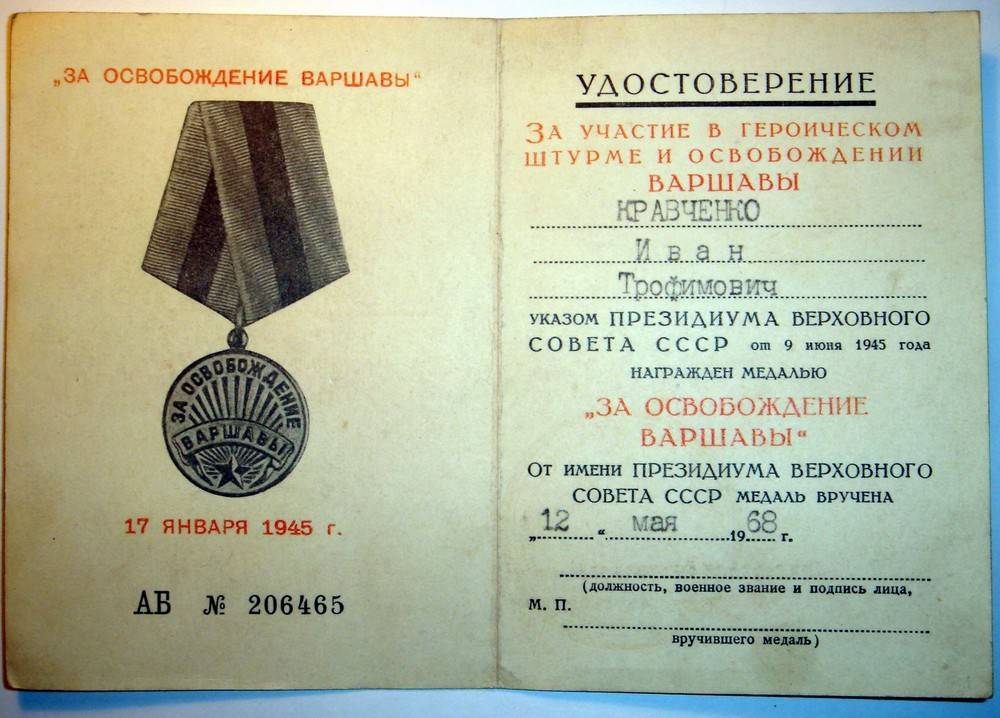 „ЗА ОСВОБОЖДЕНИЕ ВАРШАВЫ“
ЗА ОСВОБОЖДЕНИЕ
ВАРШАВЫ
17 ЯНВАРЯ 1945 г.
АБ № 206465
УДОСТОВЕРЕНИЕ
ЗА УЧАСТИЕ В ГЕРОИЧЕСКОМ
ШТУРМЕ И ОСВОБОЖДЕНИИ
ВАРШАВЫ
КРАВЧЕНКО
Иван
Трофимович
УКАЗОМ ПРЕЗИДИУМА ВЕРХОВНОГО
СОВЕТА СССР от 9 июня 1945 года
НАГРАЖДЕН МЕДАЛЬЮ
„ЗА ОСВОБОЖДЕНИЕ
ВАРШАВЫ“
ОТ ИМЕНИ ПРЕЗИДИУМА ВЕРХОВНОГО
СОВЕТА СССР МЕДАЛЬ ВРУЧЕНА
„12“ мая 1968 г.
(должность, военное звание и подпись лица,
М. П.
вручившего медаль)